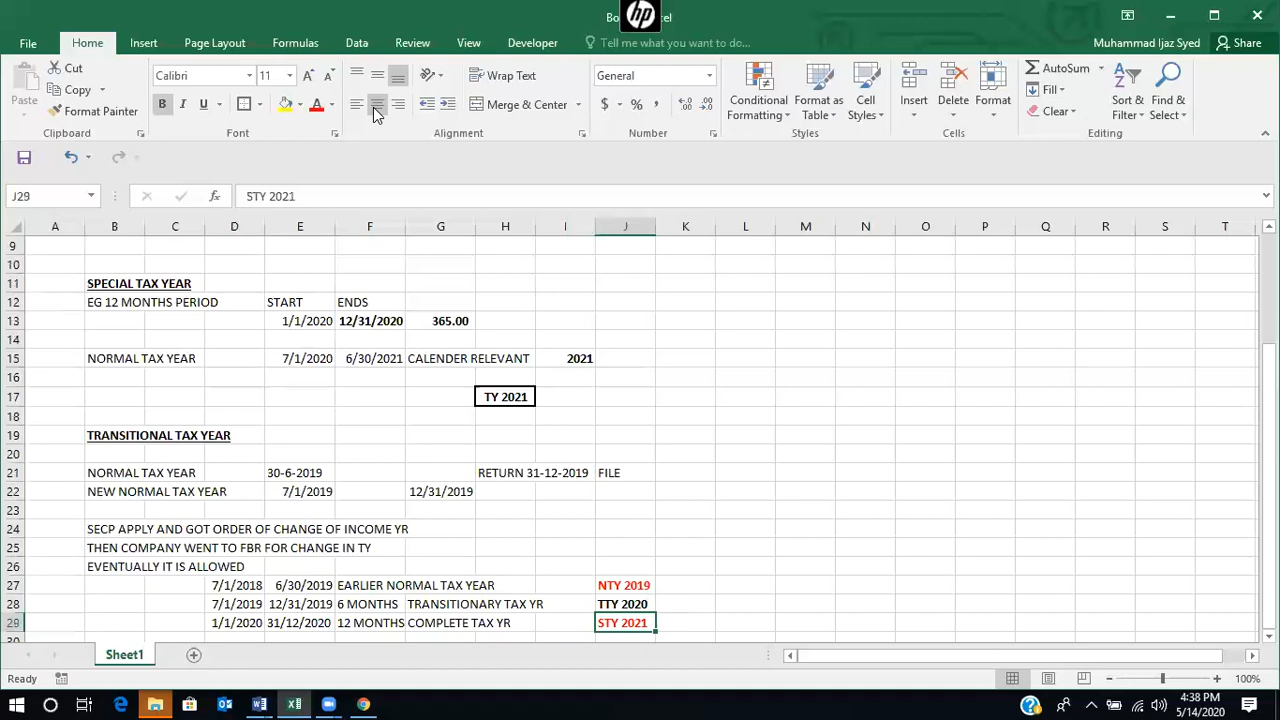 Bo
cel
hp
File Home Insert Page Layout Formulas Data Review View Developer Tell me what you want to do... Muhammad Ijaz Syed Share
Paste Cut Copy Format Painter Clipboard
Calibri 11 B I U A Font
Wrap Text Merge & Center Alignment
General $ % , Number
Conditional Formatting Format as Table Cell Styles Styles
Insert Delete Format Cells
AutoSum Fill Clear Sort & Filter Find & Select Editing
J29 fx STY 2021
A B C D E F G H I J K L M N O P Q R S T
9
10
11 SPECIAL TAX YEAR
12 EG 12 MONTHS PERIOD START ENDS
13 1/1/2020 12/31/2020 365.00
14
15 NORMAL TAX YEAR 7/1/2020 6/30/2021 CALENDER RELEVANT 2021
16
17 TY 2021
18
19 TRANSITIONAL TAX YEAR
20
21 NORMAL TAX YEAR 30-6-2019 RETURN 31-12-2019 FILE
22 NEW NORMAL TAX YEAR 7/1/2019 12/31/2019
23
24 SECP APPLY AND GOT ORDER OF CHANGE OF INCOME YR
25 THEN COMPANY WENT TO FBR FOR CHANGE IN TY
26 EVENTUALLY IT IS ALLOWED
27 7/1/2018 6/30/2019 EARLIER NORMAL TAX YEAR NTY 2019
28 7/1/2019 12/31/2019 6 MONTHS TRANSITIONARY TAX YR TTY 2020
29 1/1/2020 31/12/2020 12 MONTHS COMPLETE TAX YR STY 2021
Sheet1
Ready 100%
4:38 PM
5/14/2020